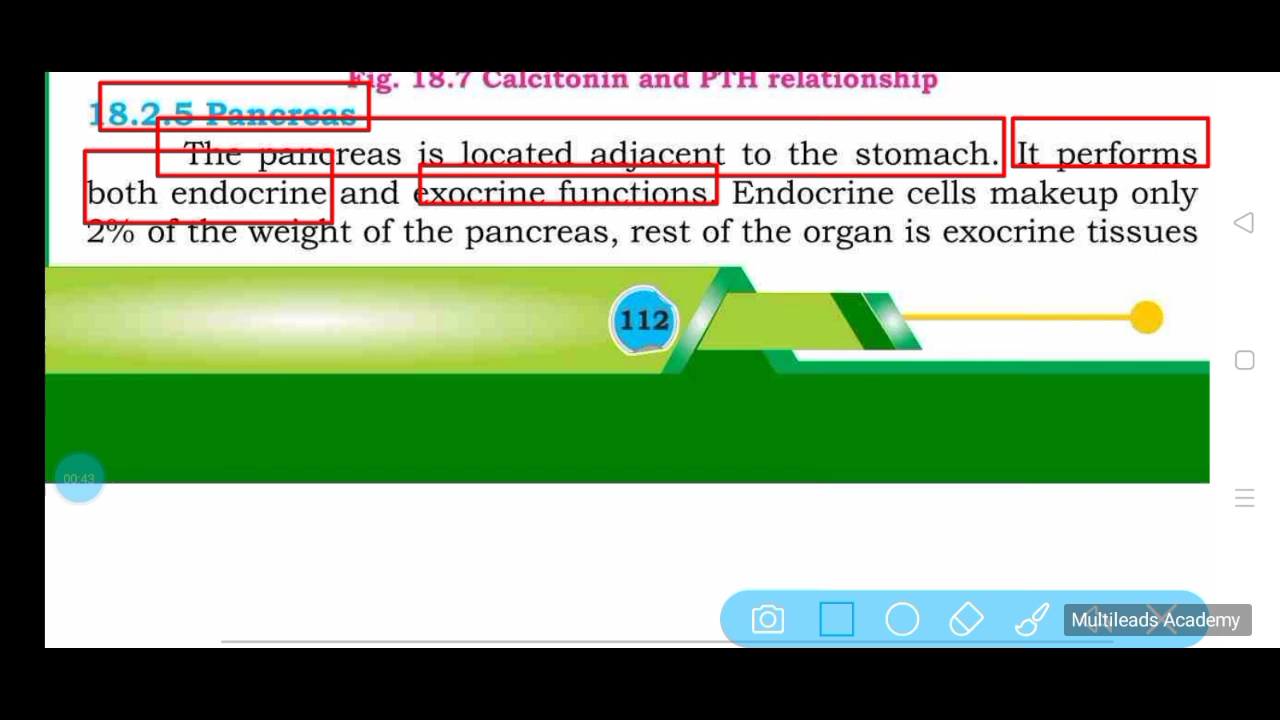 Fig. 18.7 Calcitonin and PTH relationship
18.2.5 Pancreas
The pancreas is located adjacent to the stomach. It performs
both endocrine and exocrine functions. Endocrine cells makeup only
2% of the weight of the pancreas, rest of the organ is exocrine tissues
112
00:43
Multileads Academy